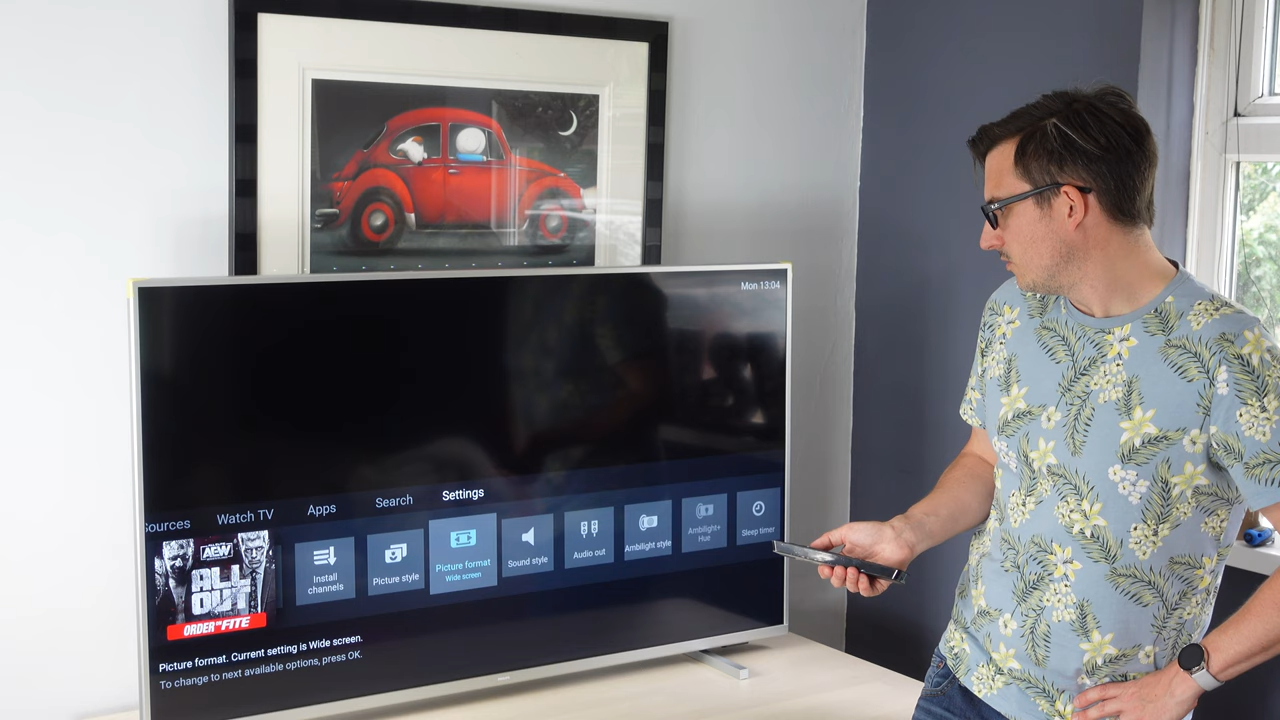 Mon 13:04
Sources Watch TV Apps Search Settings
AEW
ALL
OUT
ORDER ON FITE
Install
channels
Picture style
Picture format
Wide screen
Sound style
Audio out
Ambilight style
Ambilight+
Hue
Sleep timer
Picture format. Current setting is Wide screen.
To change to next available options, press OK.